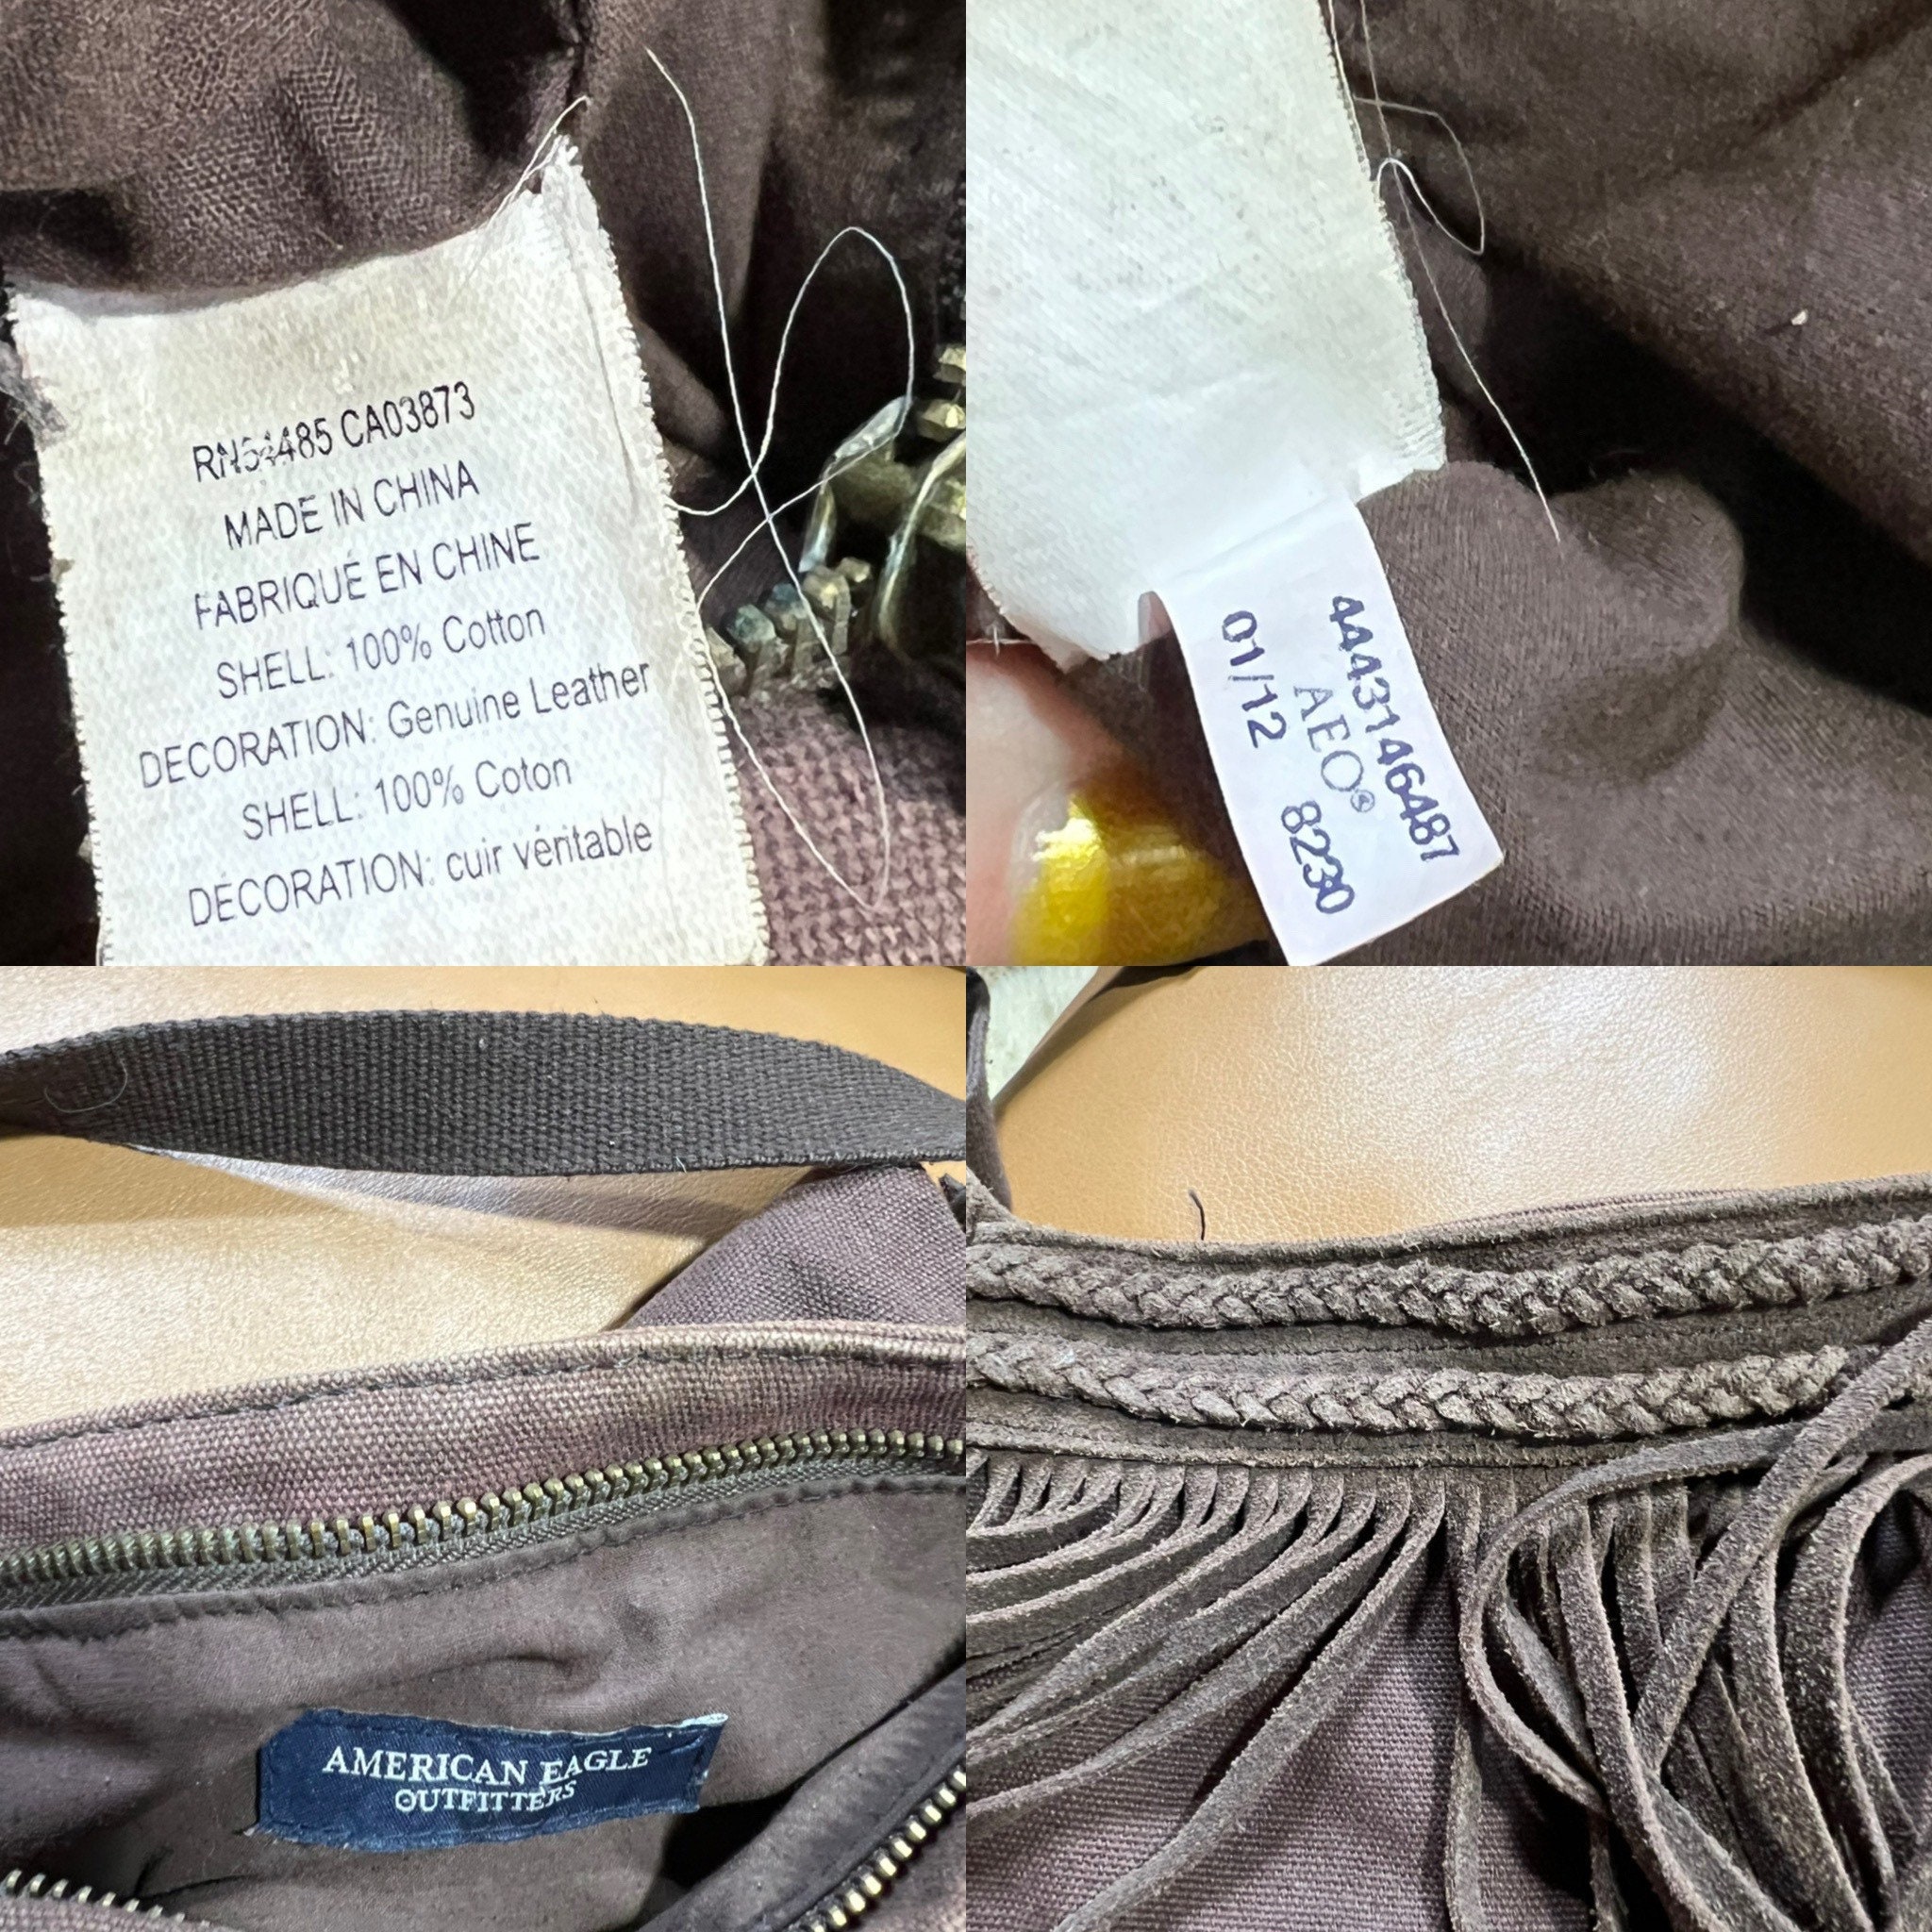 RN54485 CA03873
MADE IN CHINA
FABRIQUÉ EN CHINE
SHELL: 100% Cotton
DECORATION: Genuine Leather
SHELL: 100% Coton
DÉCORATION: cuir véritable
4443146487
AEO®
01/12 8230
AMERICAN EAGLE
OUTFITTERS